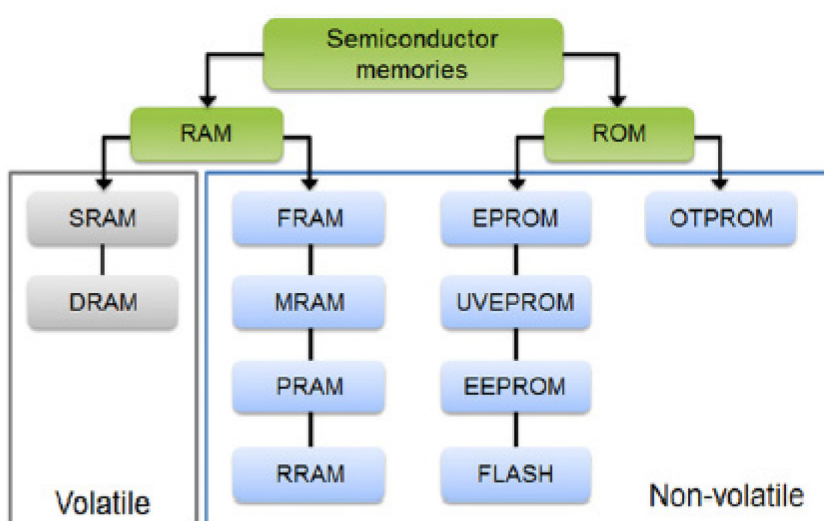 Semiconductor
memories
RAM
ROM
SRAM
FRAM
EPROM
OTPROM
DRAM
MRAM
UVEPROM
PRAM
EEPROM
RRAM
FLASH
Volatile
Non-volatile